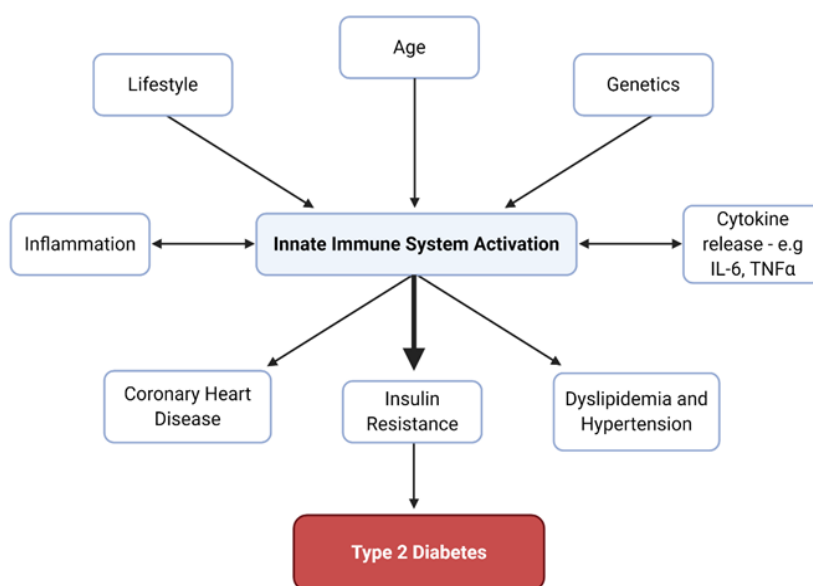 Age
Lifestyle
Genetics
Inflammation
Innate Immune System Activation
Cytokine
release - e.g
IL-6, TNFα
Coronary Heart
Disease
Insulin
Resistance
Dyslipidemia and
Hypertension
Type 2 Diabetes